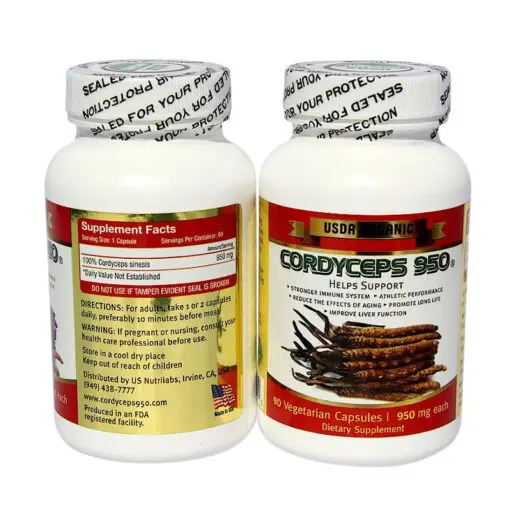 SEALED FOR YOUR PROTECTION
SEALED FOR YOUR PROTECTION
Supplement Facts
Serving Size: 1 Capsule Servings Per Container: 90
Amount/Serving
100% Cordyceps sinesis 950 mg
*Daily Value Not Established
DO NOT USE IF TAMPER EVIDENT SEAL IS BROKEN
DIRECTIONS: For adults, take 1 or 2 capsules
daily, preferably 10 minutes before meals
WARNING: If pregnant or nursing, consult your
health care professional before use.
Store in a cool dry place
Keep out of reach of children
Distributed by US Nutrilabs, Irvine, CA, USA
(949) 438-7777
www.cordyceps950.com
Produced in an FDA
registered facility.
Made in USA
each
USDA ORGANIC
CORDYCEPS 950®
HELPS SUPPORT
• STRONGER IMMUNE SYSTEM • ATHLETIC PERFORMANCE
• REDUCE THE EFFECTS OF AGING • PROMOTE LONG LIFE
• IMPROVE LIVER FUNCTION
90 Vegetarian Capsules | 950 mg each
Dietary Supplement